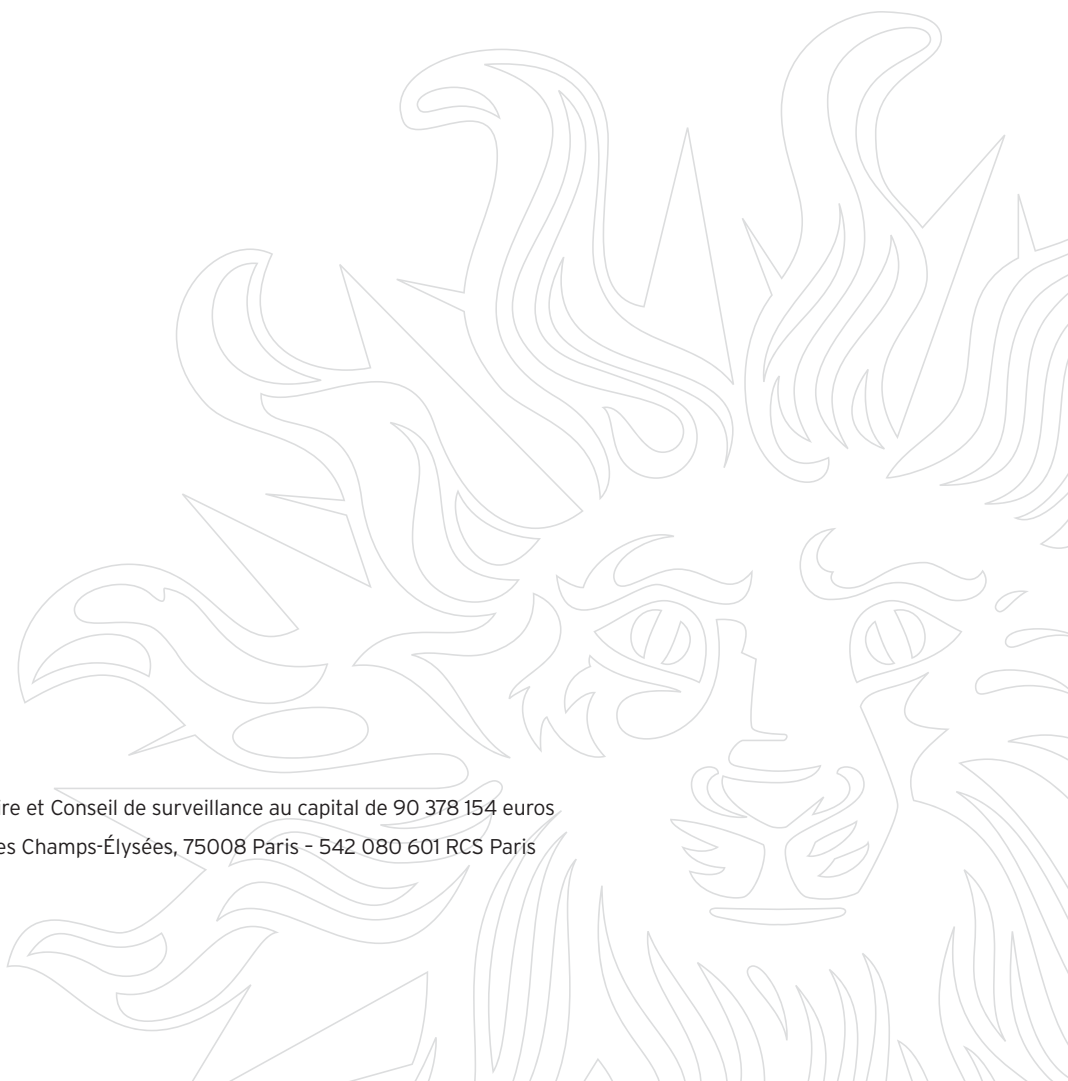 re et Conseil de surveillance au capital de 90 378 154 euros
es Champs-Élysées, 75008 Paris – 542 080 601 RCS Paris